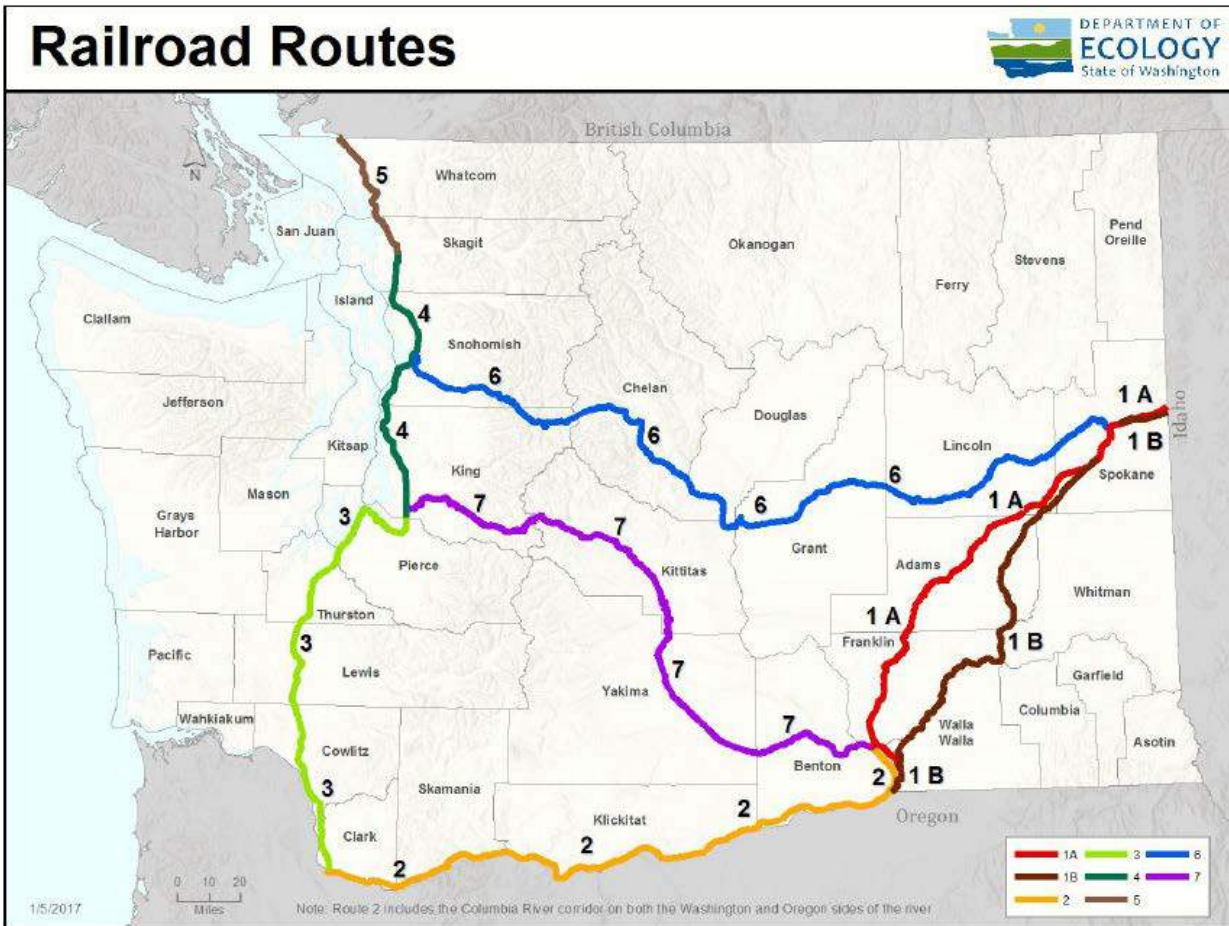 Railroad Routes
DEPARTMENT OF
ECOLOGY
State of Washington
British Columbia
N
5
Whatcom
San Juan
Skagit
Okanogan
Pend
Oreille
Stevens
Ferry
Island
4
Clallam
Snohomish
6
Chelan
Douglas
1 A
Idaho
Jefferson
Kitsap
4
6
Lincoln
1 B
King
Spokane
Mason
6
6
1 A
7
3
7
Grays
Harbor
Grant
Pierce
Kittitas
Adams
Whitman
Thurston
1 A
3
Franklin
1 B
Pacific
Lewis
7
Garfield
Yakima
Columbia
Wahkiakum
7
Walla
Walla
Asotin
Cowlitz
Benton
2
1 B
3
Skamania
2
Klickitat
Oregon
Clark
2
2
1A
3
6
1B
4
7
2
5
0 10 20
Miles
1/5/2017
Note: Route 2 includes the Columbia River corridor on both the Washington and Oregon sides of the river